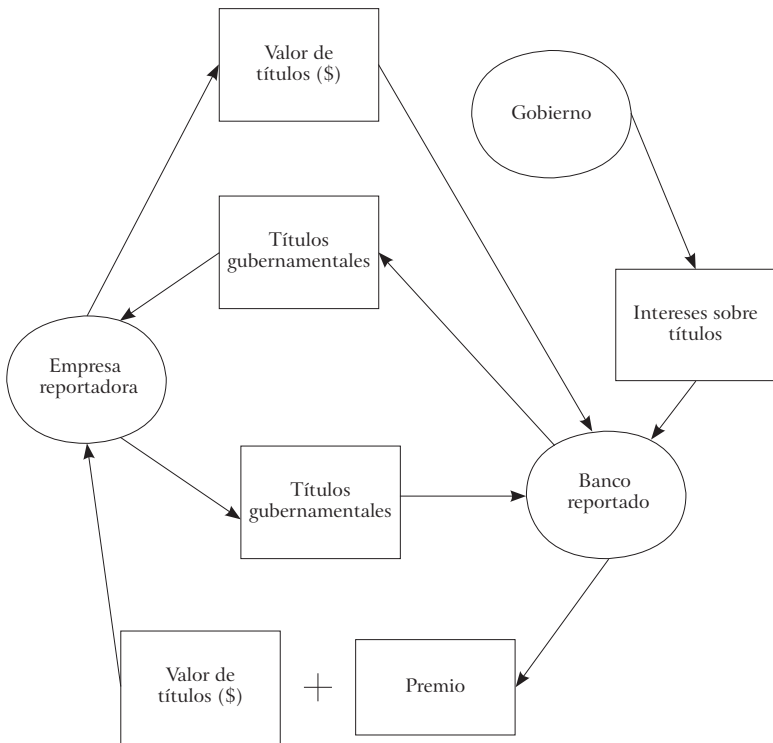 Valor de
títulos ($)
Gobierno
Títulos
gubernamentales
Intereses sobre
títulos
Empresa
reportadora
Títulos
gubernamentales
Banco
reportado
Valor de
títulos ($)
+
Premio